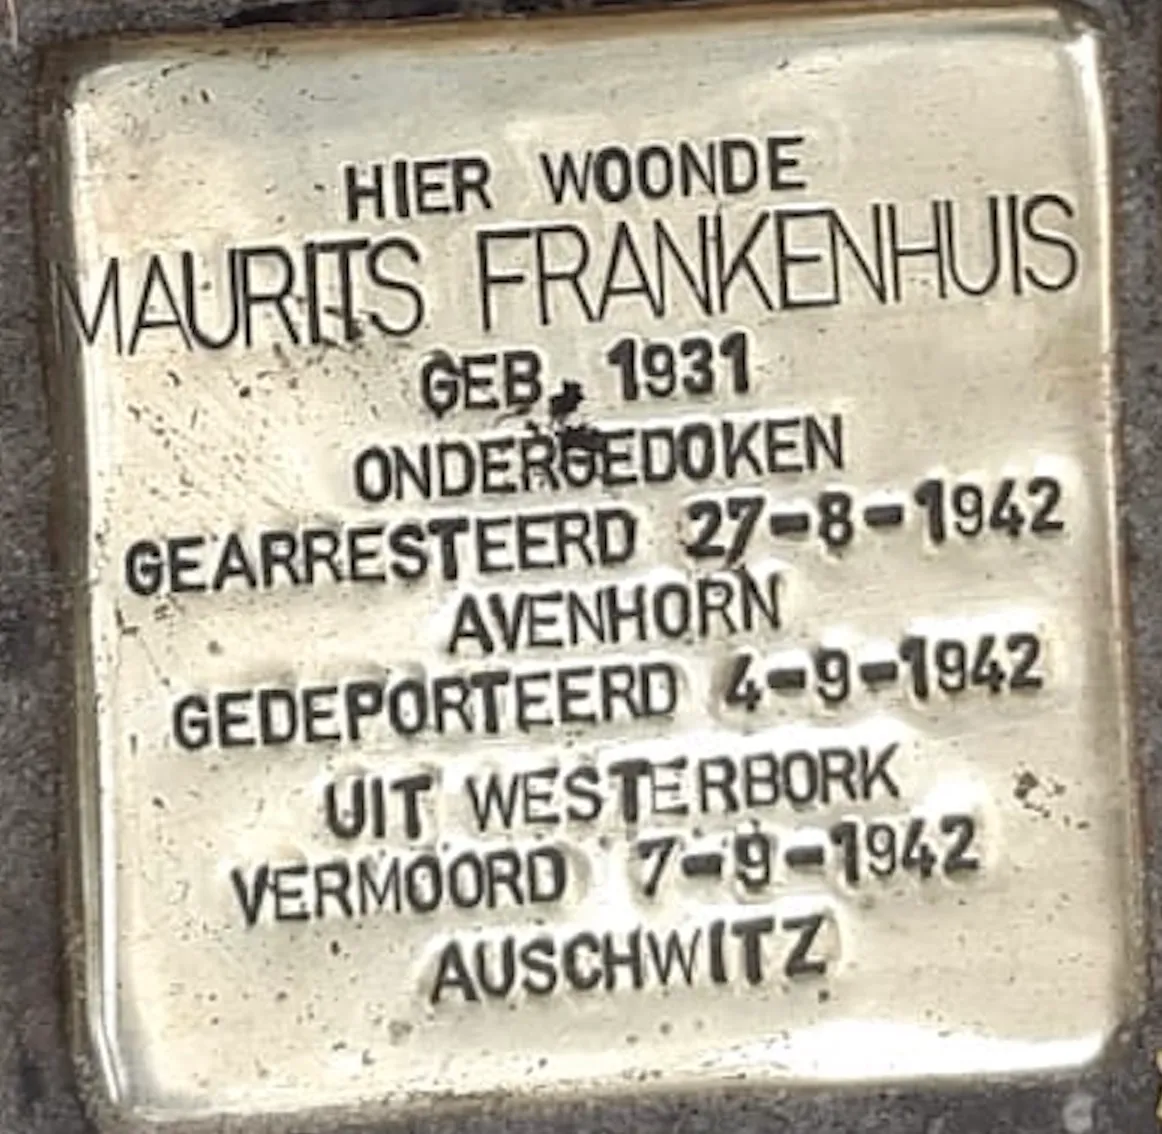 HIER WOONDE
MAURITS FRANKENHUIS
GEB. 1931
ONDERGEDOKEN
GEARRESTEERD 27-8-1942
AVENHORN
GEDEPORTEERD 4-9-1942
UIT WESTERBORK
VERMOORD 7-9-1942
AUSCHWITZ